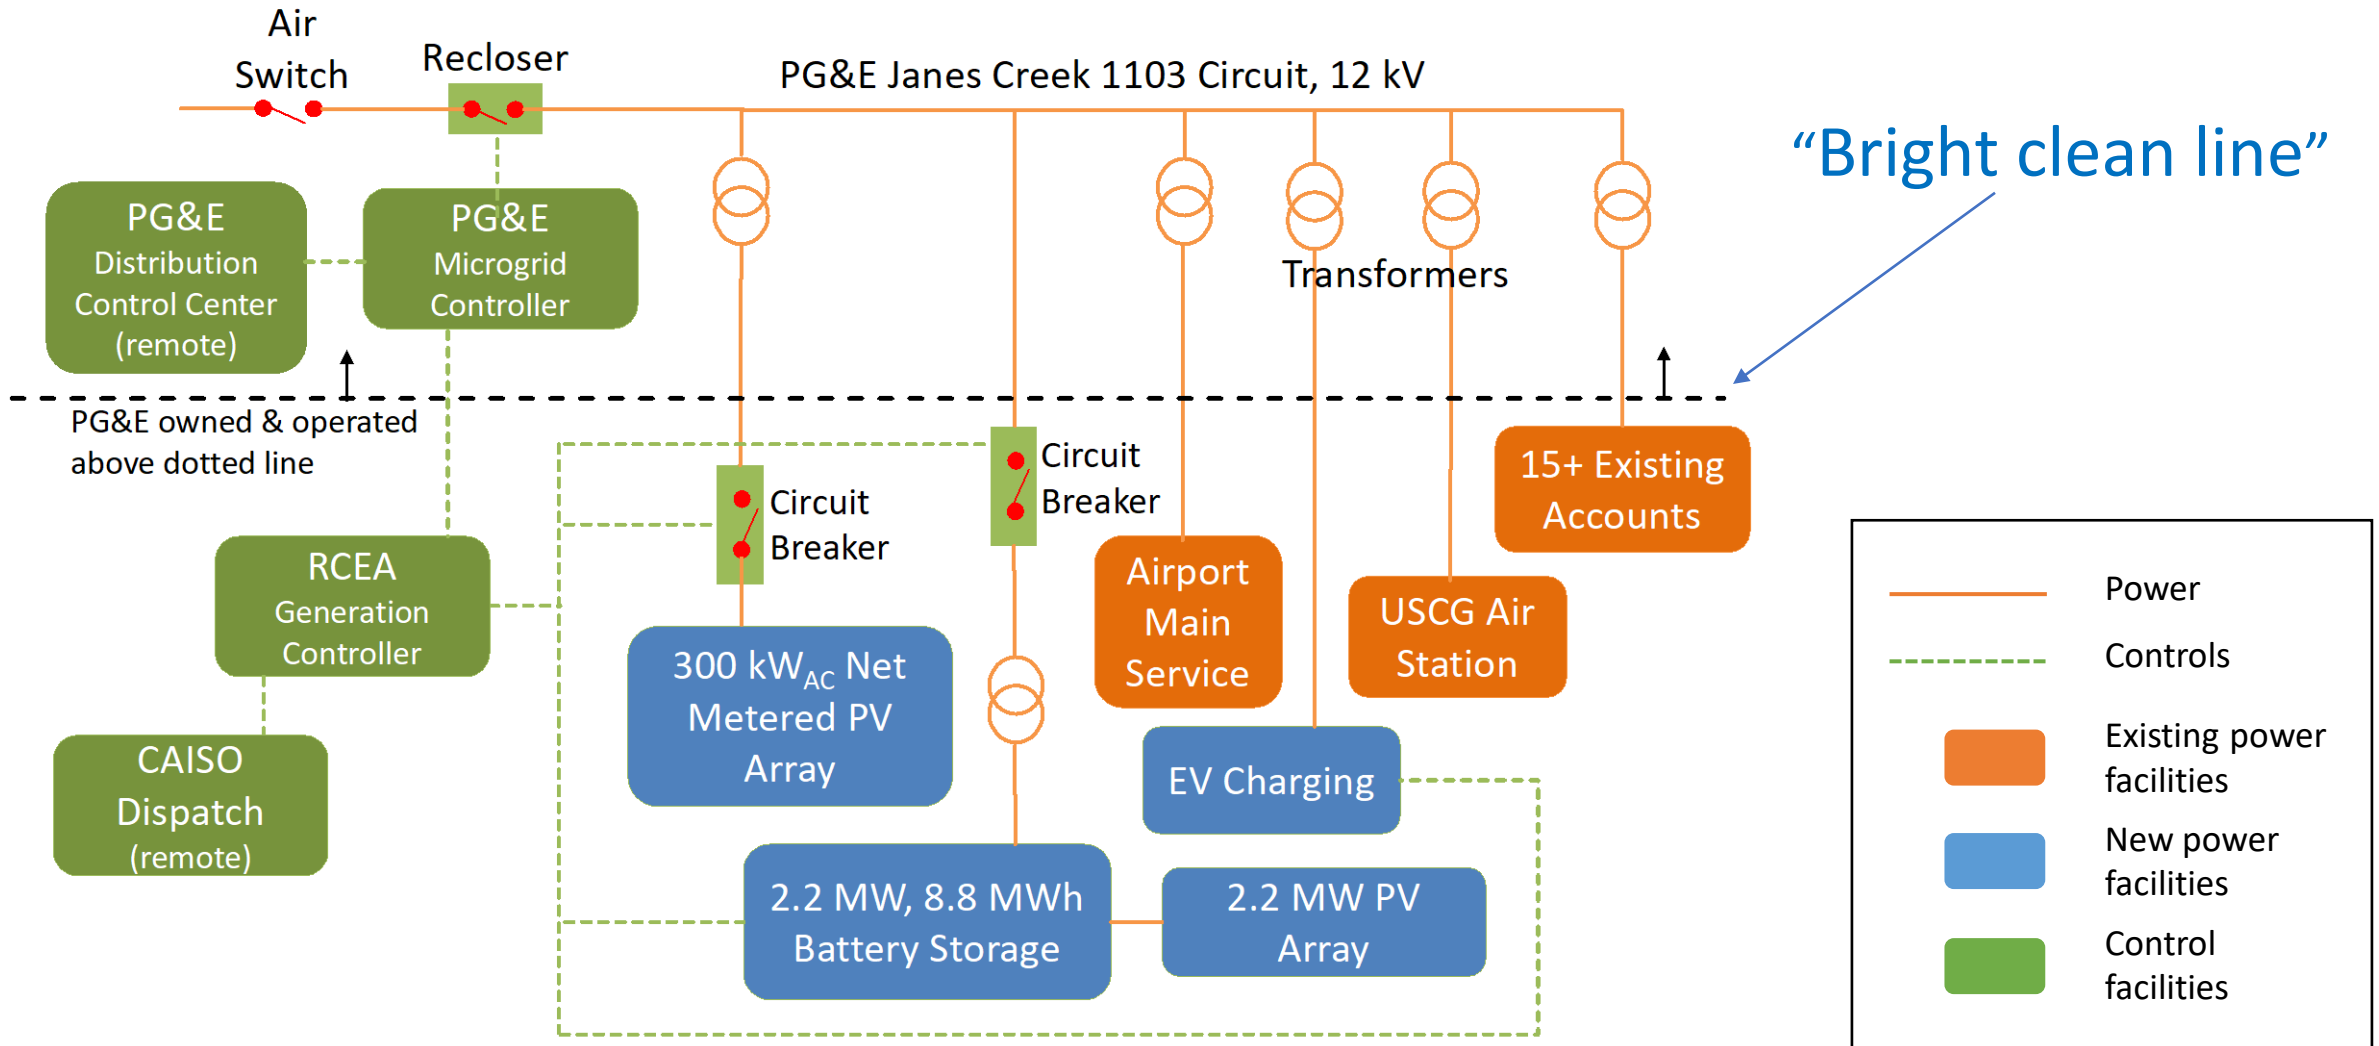 Air
Switch
Recloser
PG&E Janes Creek 1103 Circuit, 12 kV
“Bright clean line”
PG&E
Distribution
Control Center
(remote)
PG&E
Microgrid
Controller
Transformers
PG&E owned & operated
above dotted line
Circuit
Breaker
Circuit
Breaker
15+ Existing
Accounts
RCEA
Generation
Controller
Airport
Main
Service
USCG Air
Station
300 kWAC Net
Metered PV
Array
EV Charging
CAISO
Dispatch
(remote)
2.2 MW, 8.8 MWh
Battery Storage
2.2 MW PV
Array
Power
Controls
Existing power
facilities
New power
facilities
Control
facilities